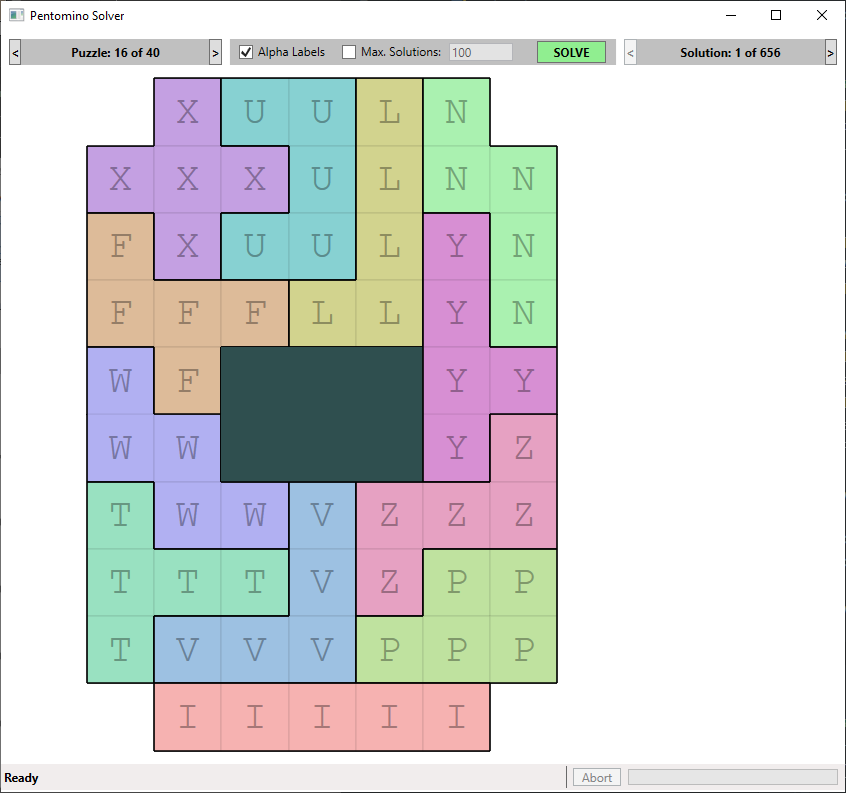 Pentomino Solver
< Puzzle: 16 of 40 > Alpha Labels Max. Solutions: 100 SOLVE < Solution: 1 of 656 >
X U U L N
X X X U L N N
F X U U L Y N
F F F L L Y N
W F Y Y
W W Y Z
T W W V Z Z Z
T T T V Z P P
T V V V P P P
I I I I I
Ready Abort